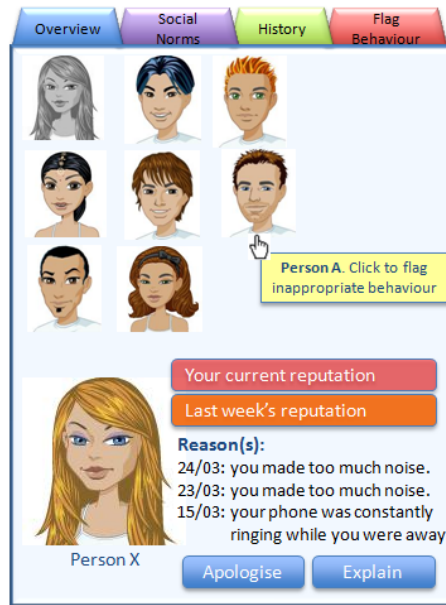 Overview
Social
Norms
History
Flag
Behaviour
Person A. Click to flag
inappropriate behaviour
Your current reputation
Last week's reputation
Reason(s):
24/03: you made too much noise.
23/03: you made too much noise.
15/03: your phone was constantly
ringing while you were away
Person X
Apologise
Explain